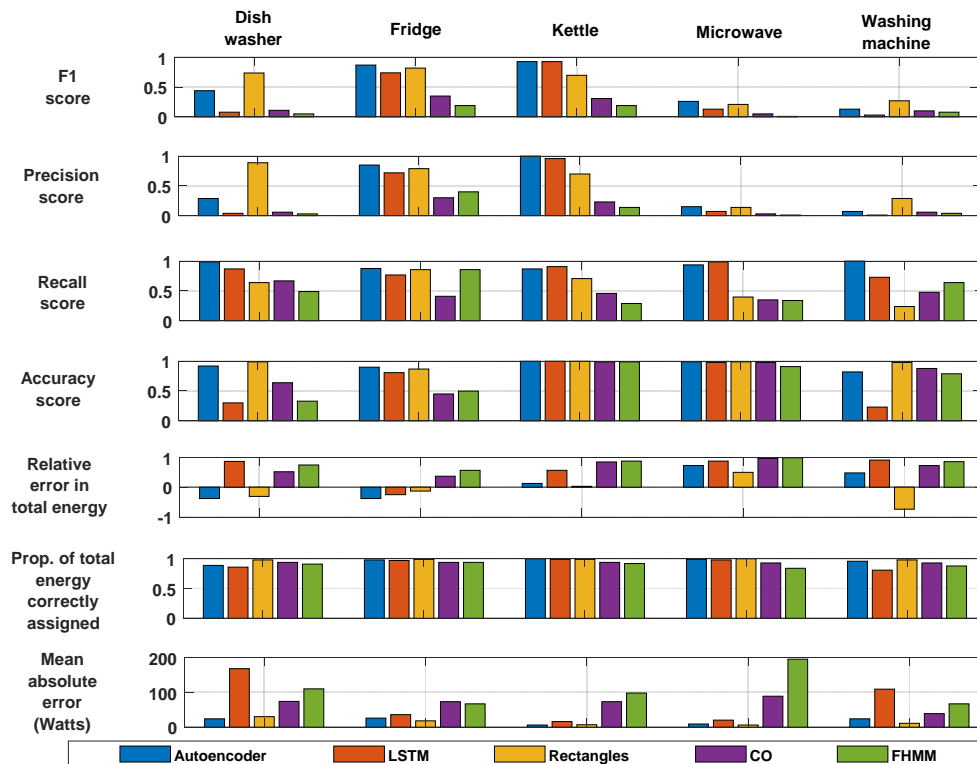 Dish
washer
Fridge
Kettle
Microwave
Washing
machine
F1
score
1
0.5
0
Precision
score
1
0.5
0
Recall
score
1
0.5
0
Accuracy
score
1
0.5
0
Relative
error in
total energy
1
0
-1
Prop. of total
energy
correctly
assigned
1
0.5
0
Mean
absolute
error
(Watts)
200
100
0
Autoencoder LSTM Rectangles CO FHMM